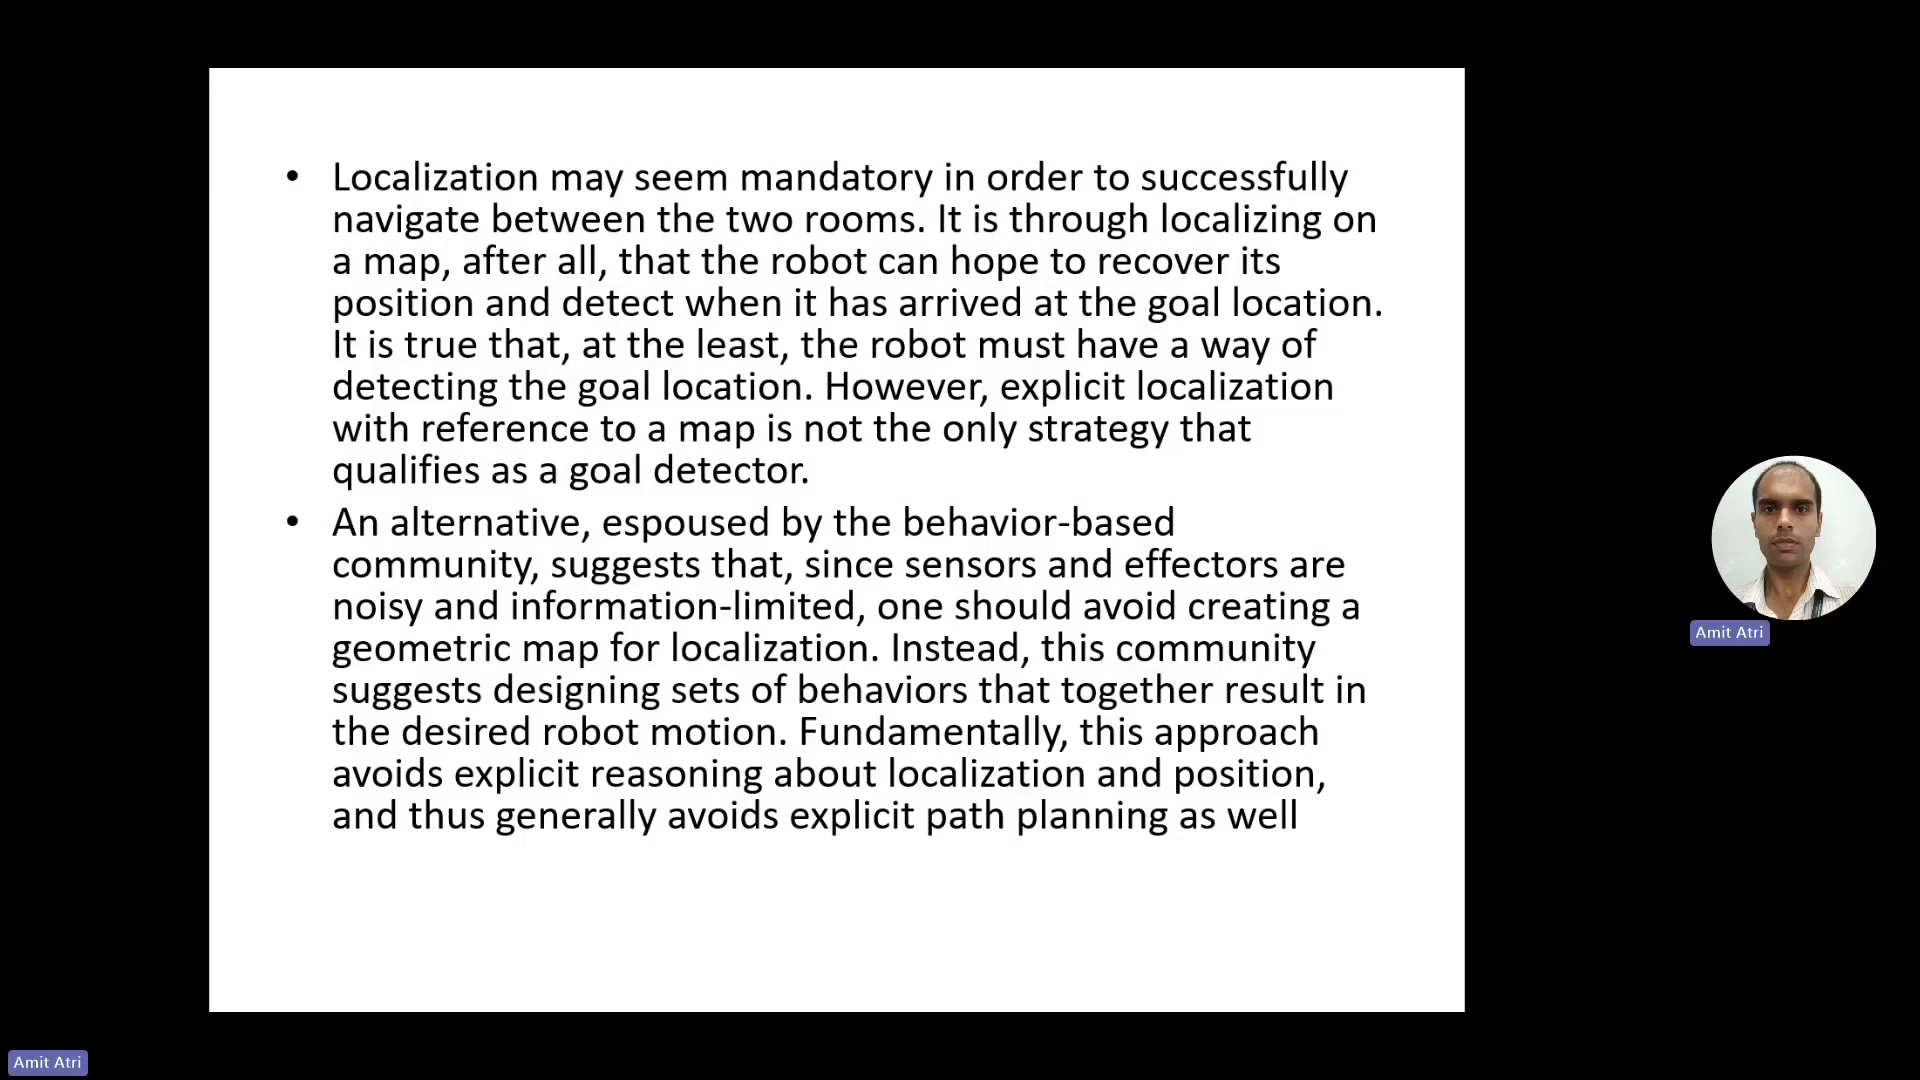 • Localization may seem mandatory in order to successfully
navigate between the two rooms. It is through localizing on
a map, after all, that the robot can hope to recover its
position and detect when it has arrived at the goal location.
It is true that, at the least, the robot must have a way of
detecting the goal location. However, explicit localization
with reference to a map is not the only strategy that
qualifies as a goal detector.
• An alternative, espoused by the behavior-based
community, suggests that, since sensors and effectors are
noisy and information-limited, one should avoid creating a
geometric map for localization. Instead, this community
suggests designing sets of behaviors that together result in
the desired robot motion. Fundamentally, this approach
avoids explicit reasoning about localization and position,
and thus generally avoids explicit path planning as well
Amit Atri
Amit Atri